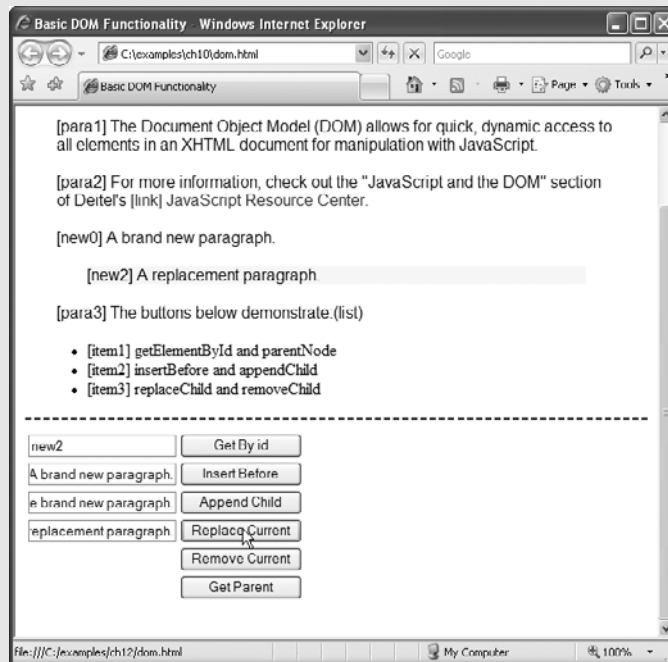 Basic DOM Functionality - Windows Internet Explorer
C:\examples\ch10\dom.html
Google
Basic DOM Functionality
Page
Tools
[para1] The Document Object Model (DOM) allows for quick, dynamic access to
all elements in an XHTML document for manipulation with JavaScript.
[para2] For more information, check out the "JavaScript and the DOM" section
of Deitel's [link] JavaScript Resource Center.
[new0] A brand new paragraph.
[new2] A replacement paragraph.
[para3] The buttons below demonstrate.(list)
• [item1] getElementById and parentNode
• [item2] insertBefore and appendChild
• [item3] replaceChild and removeChild
new2 Get By id
A brand new paragraph. Insert Before
e brand new paragraph Append Child
replacement paragraph Replace Current
Remove Current
Get Parent
file:///C:/examples/ch12/dom.html My Computer 100%